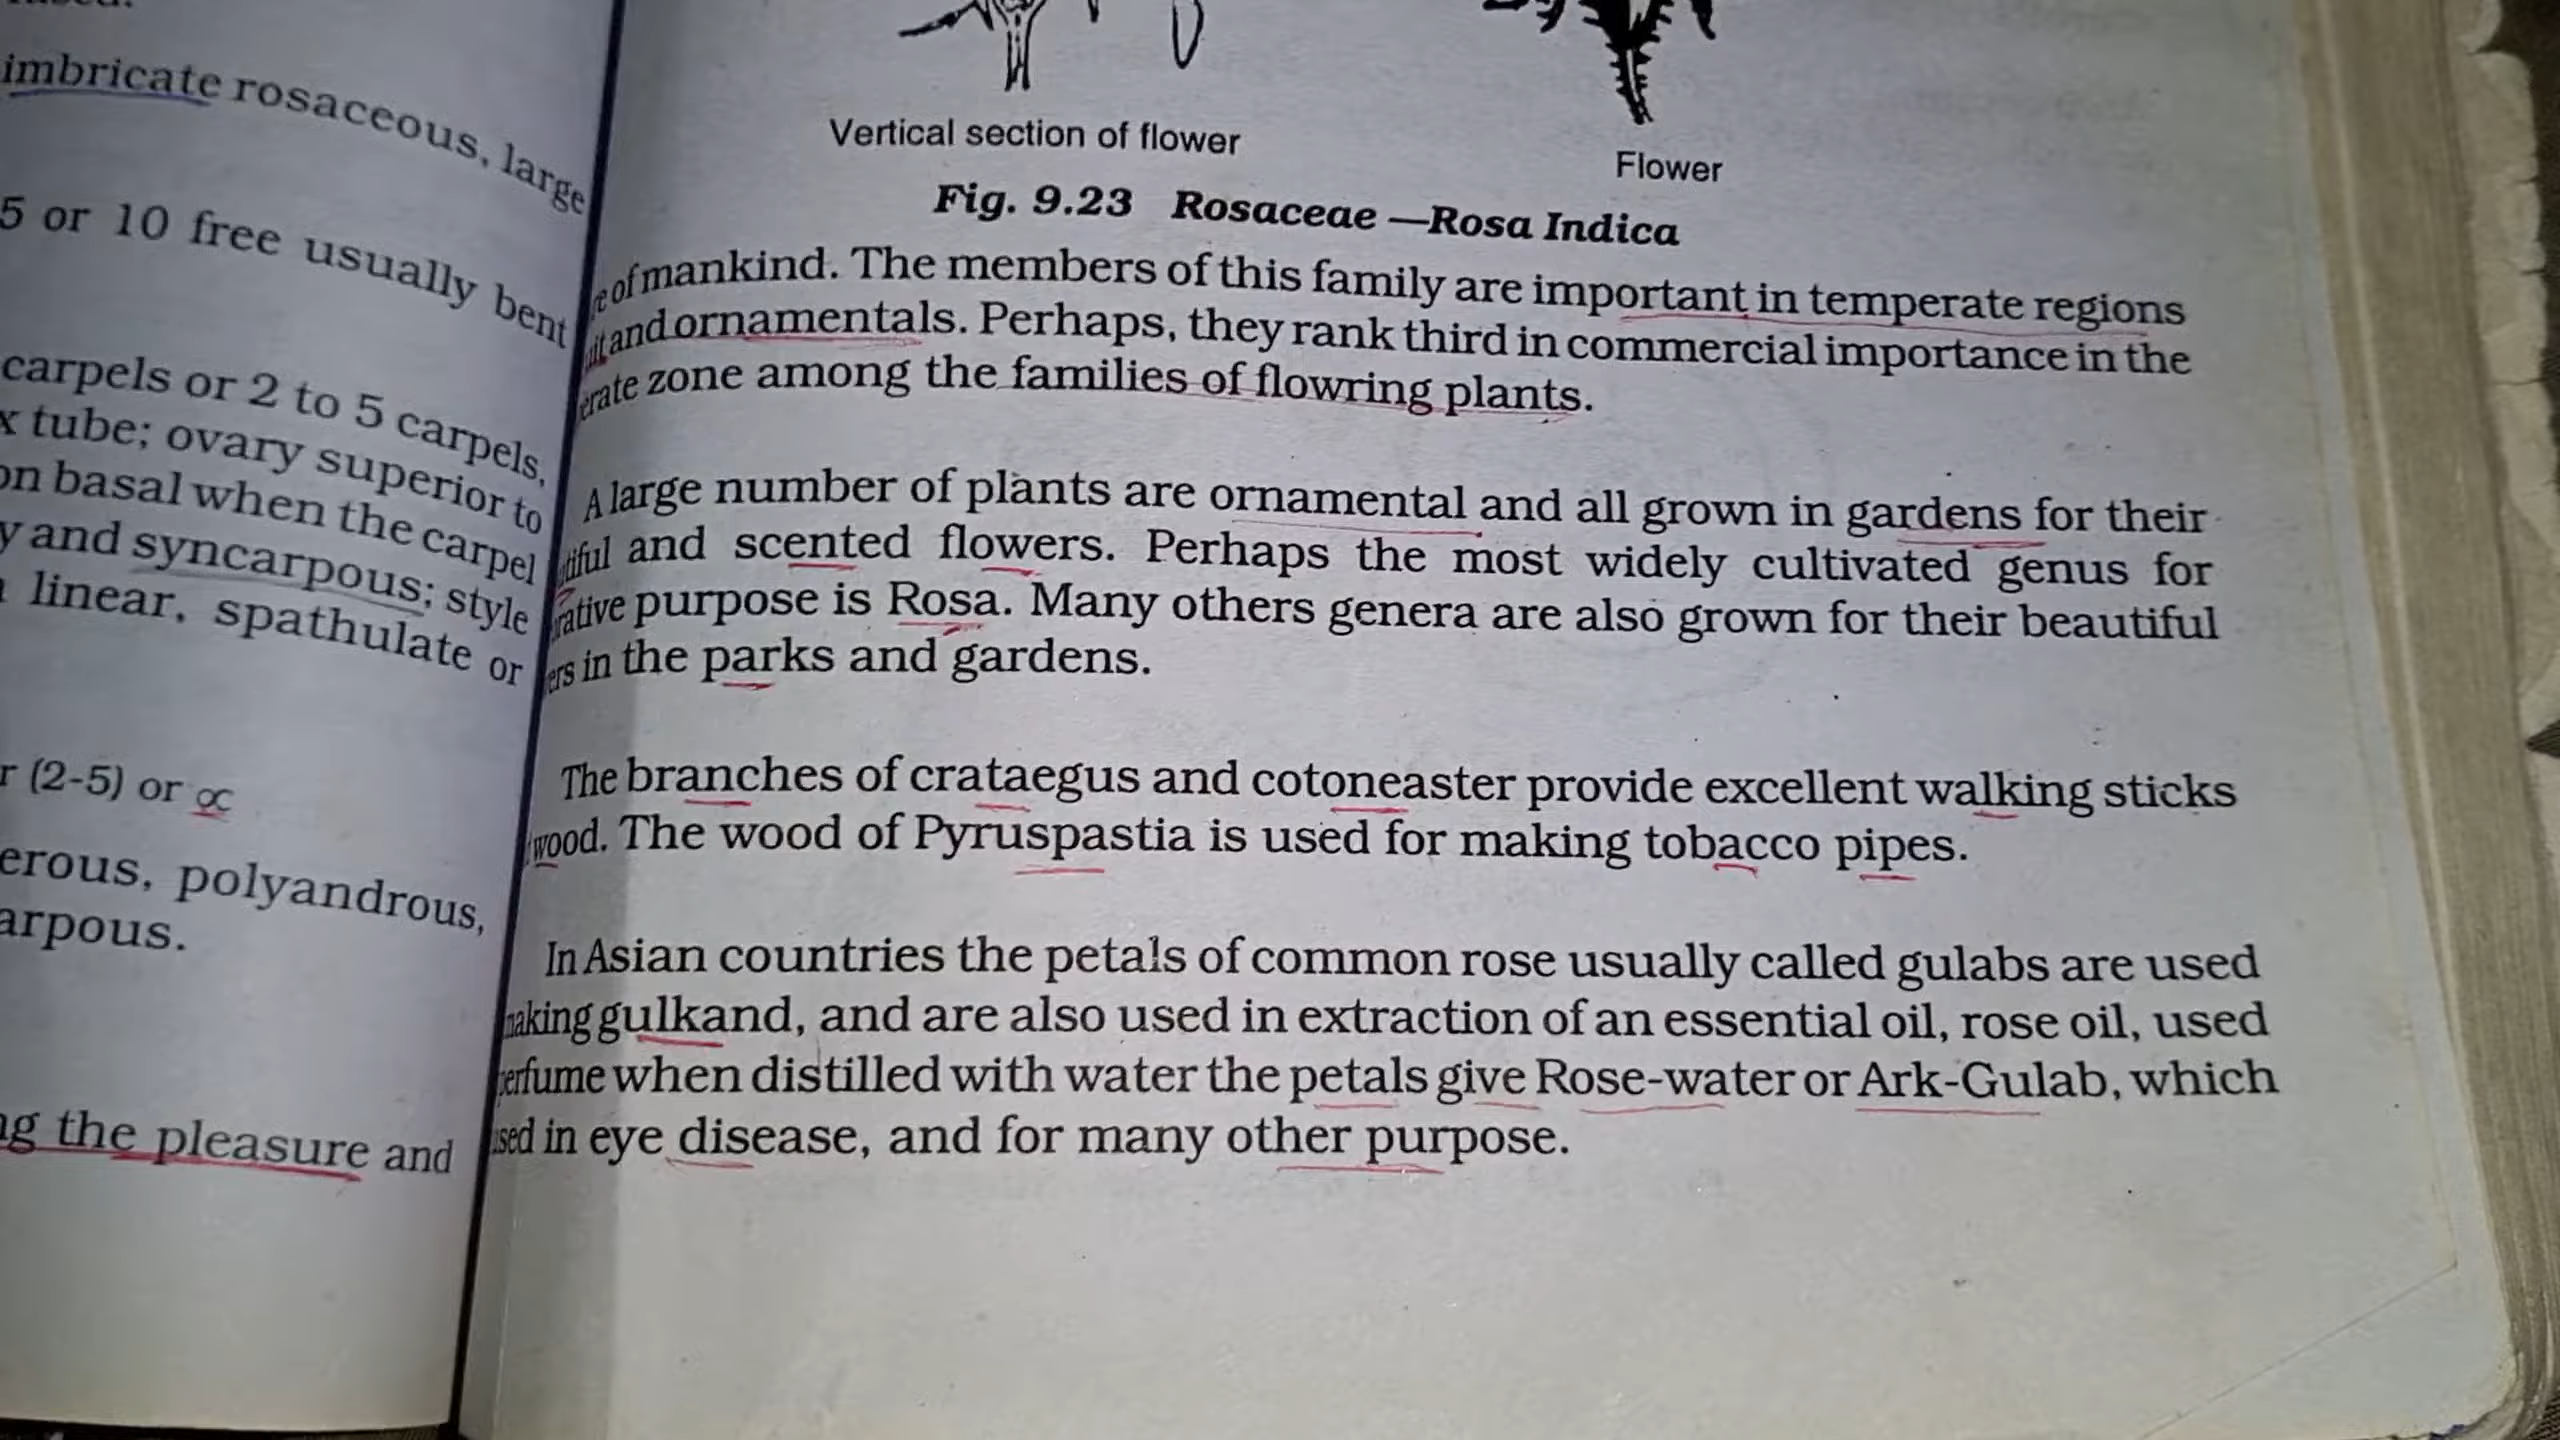 imbricate rosaceous, large
5 or 10 free usually bent
carpels or 2 to 5 carpels,
x tube; ovary superior to
on basal when the carpel
y and syncarpous; style
linear, spathulate or
r (2-5) or ∝
erous, polyandrous,
arpous.
ng the pleasure and
Vertical section of flower
Flower
Fig. 9.23 Rosaceae —Rosa Indica
of mankind. The members of this family are important in temperate regions
and ornamentals. Perhaps, they rank third in commercial importance in the
erate zone among the families of flowring plants.
A large number of plants are ornamental and all grown in gardens for their
tiful and scented flowers. Perhaps the most widely cultivated genus for
rative purpose is Rosa. Many others genera are also grown for their beautiful
ers in the parks and gardens.
The branches of crataegus and cotoneaster provide excellent walking sticks
wood. The wood of Pyruspastia is used for making tobacco pipes.
In Asian countries the petals of common rose usually called gulabs are used
naking gulkand, and are also used in extraction of an essential oil, rose oil, used
erfume when distilled with water the petals give Rose-water or Ark-Gulab, which
sed in eye disease, and for many other purpose.